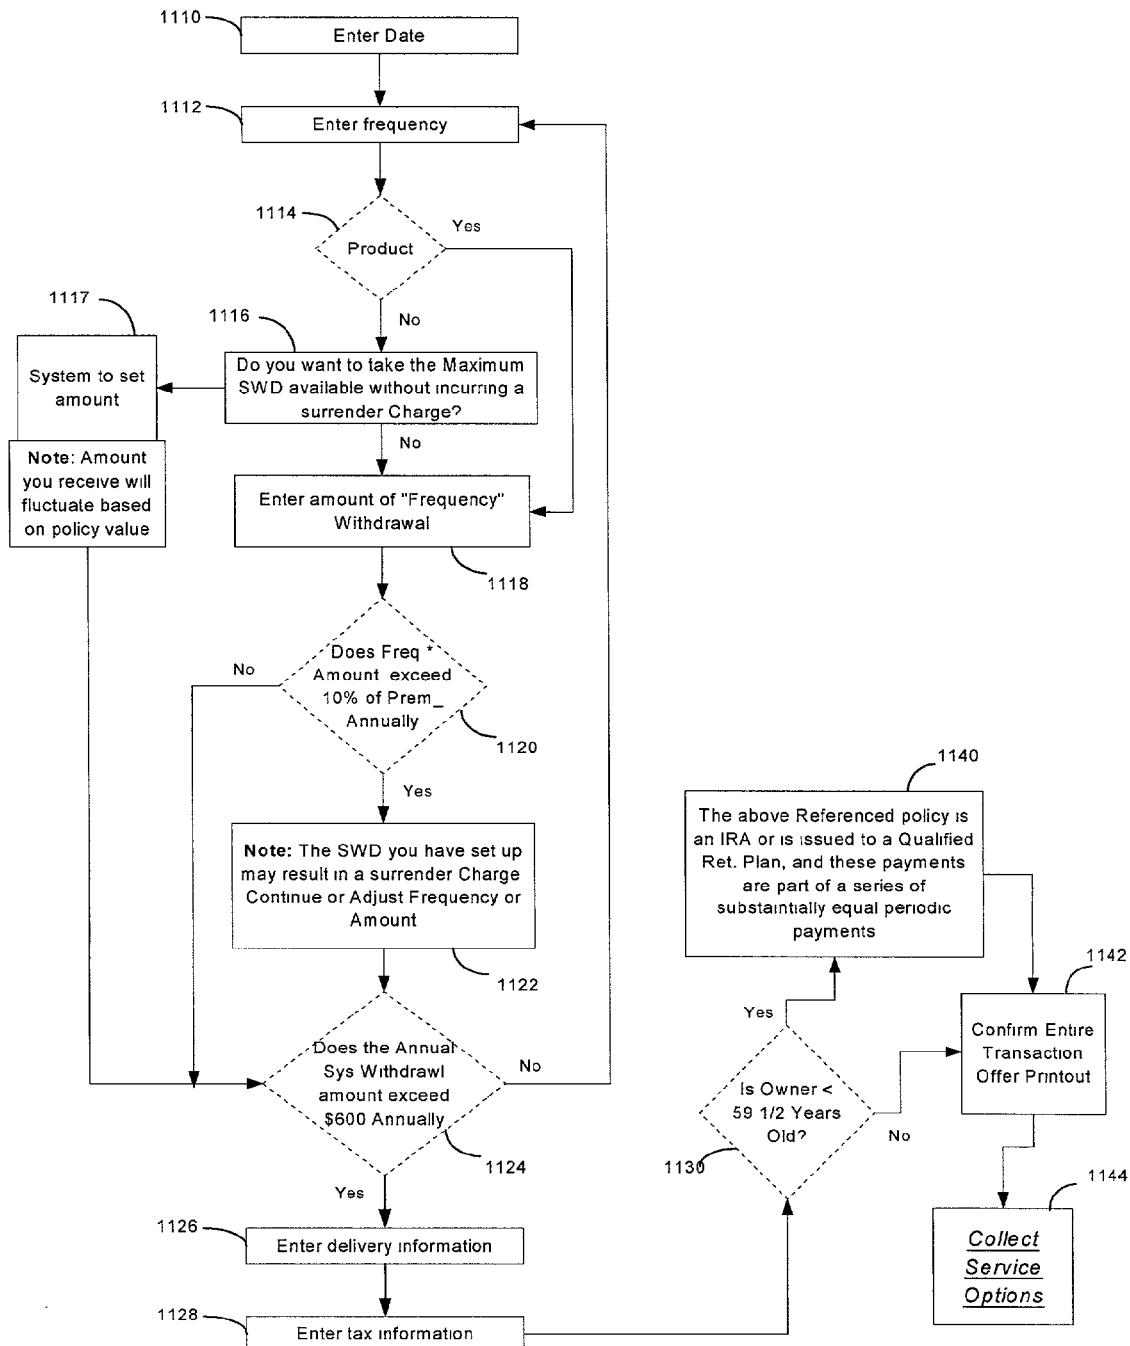 1110
Enter Date
1112
Enter frequency
1114
Yes
Product
No
1117
1116
System to set
amount
Do you want to take the Maximum
SWD available without incurring a
surrender Charge?
No
Note: Amount
you receive will
fluctuate based
on policy value
Enter amount of "Frequency"
Withdrawal
1118
No
Does Freq *
Amount exceed
10% of Prem_
Annually
1120
Yes
Note: The SWD you have set up
may result in a surrender Charge
Continue or Adjust Frequency or
Amount
1122
Does the Annual
Sys Withdrawl
amount exceed
$600 Annually
No
1124
Yes
1126
Enter delivery information
1128
Enter tax information
1140
The above Referenced policy is
an IRA or is issued to a Qualified
Ret. Plan, and these payments
are part of a series of
substaintially equal periodic
payments
1142
Yes
Confirm Entire
Transaction
Offer Printout
Is Owner <
59 1/2 Years
Old?
No
1130
1144
Collect
Service
Options